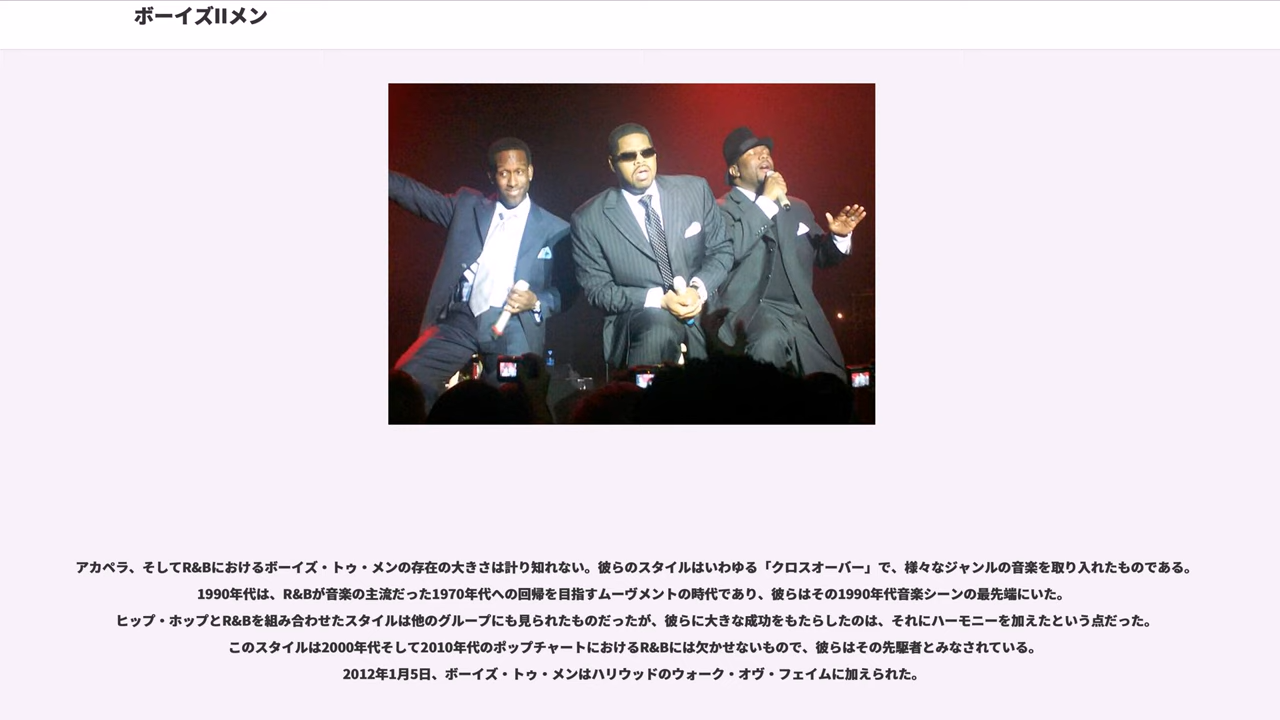 ボーイズIIメン
アカペラ、そしてR&Bにおけるボーイズ・トゥ・メンの存在の大きさは計り知れない。彼らのスタイルはいわゆる「クロスオーバー」で、様々なジャンルの音楽を取り入れたものである。
1990年代は、R&Bが音楽の主流だった1970年代への回帰を目指すムーヴメントの時代であり、彼らはその1990年代音楽シーンの最先端にいた。
ヒップ・ホップとR&Bを組み合わせたスタイルは他のグループにも見られたものだったが、彼らに大きな成功をもたらしたのは、それにハーモニーを加えたという点だった。
このスタイルは2000年代そして2010年代のポップチャートにおけるR&Bには欠かせないもので、彼らはその先駆者とみなされている。
2012年1月5日、ボーイズ・トゥ・メンはハリウッドのウォーク・オヴ・フェイムに加えられた。